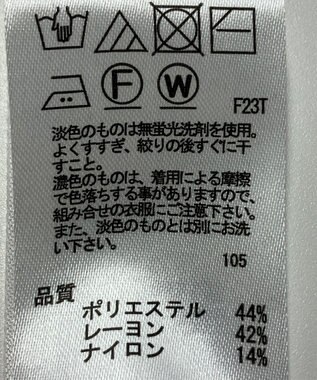 F
W
F23T
淡色のものは無蛍光洗剤を使用。
よくすすぎ、絞りの後すぐに干
すこと。
濃色のものは、着用による摩擦
で色落ちする事がありますので、
組み合せの衣服にご注意下さい。
また、淡色のものとは別にお洗
い下さい。
105
品質
ポリエステル 44%
レーヨン 42%
ナイロン 14%